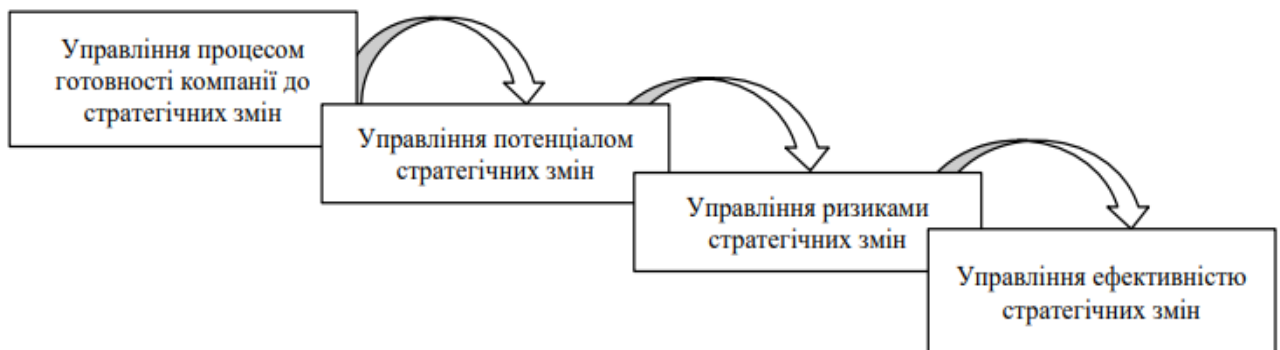 Управління процесом
готовності компанії до
стратегічних змін
Управління потенціалом
стратегічних змін
Управління ризиками
стратегічних змін
Управління ефективністю
стратегічних змін